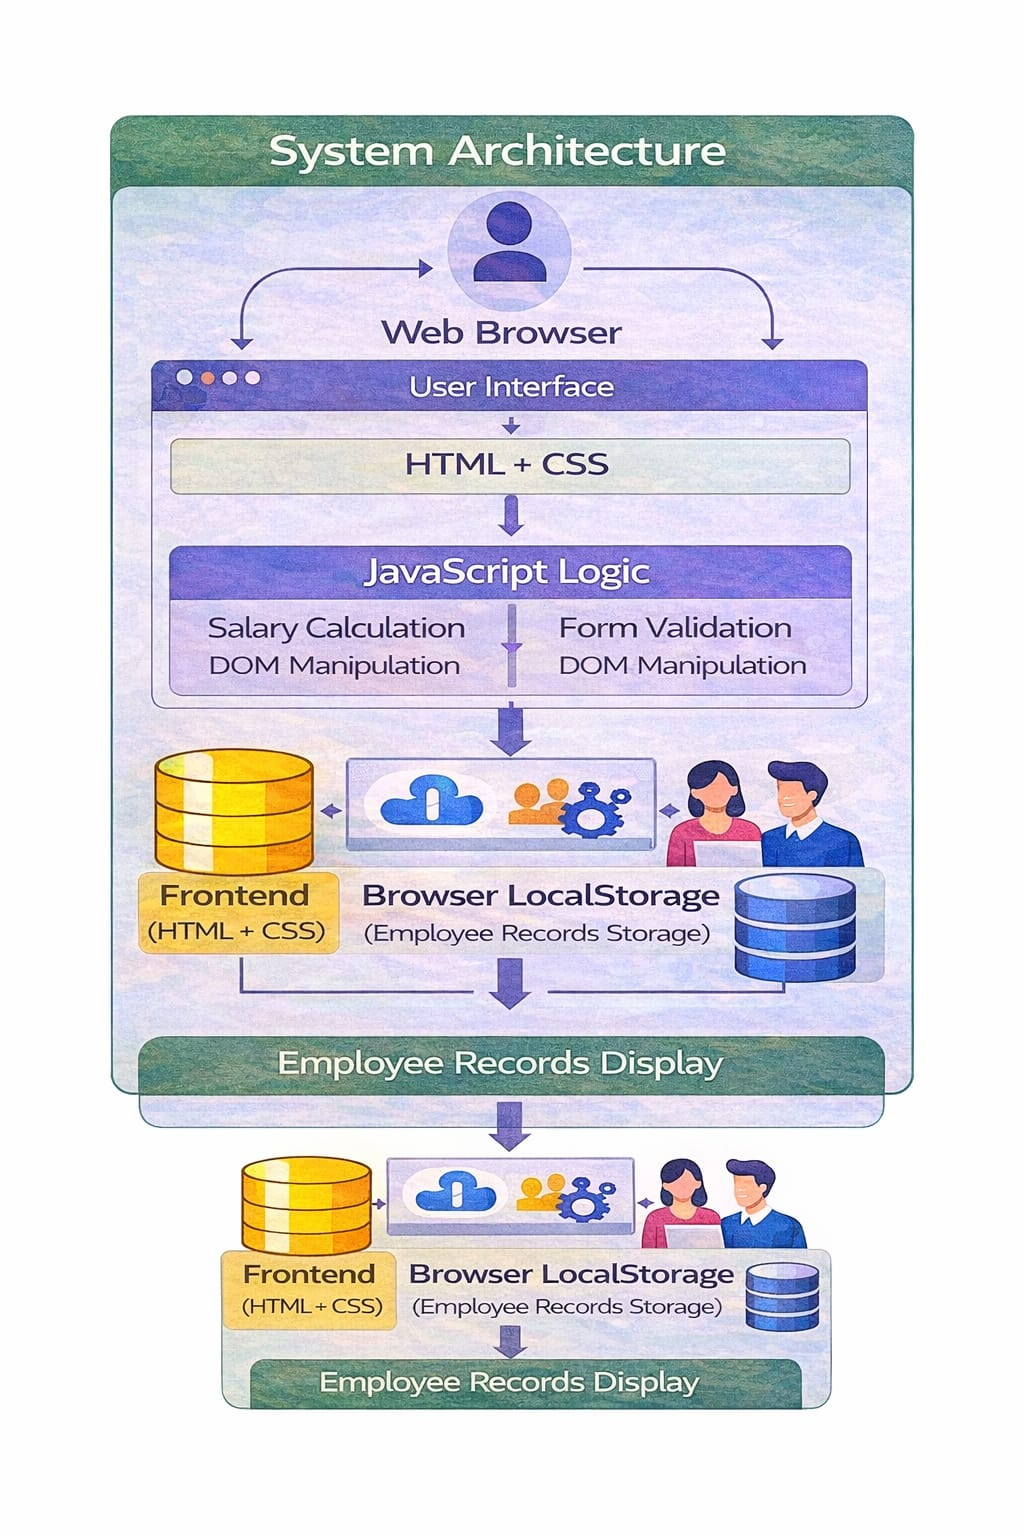 System Architecture
Web Browser
User Interface
HTML + CSS
JavaScript Logic
Salary Calculation
DOM Manipulation
Form Validation
DOM Manipulation
Frontend
(HTML + CSS)
Browser LocalStorage
(Employee Records Storage)
Employee Records Display
Frontend
(HTML + CSS)
Browser LocalStorage
(Employee Records Storage)
Employee Records Display